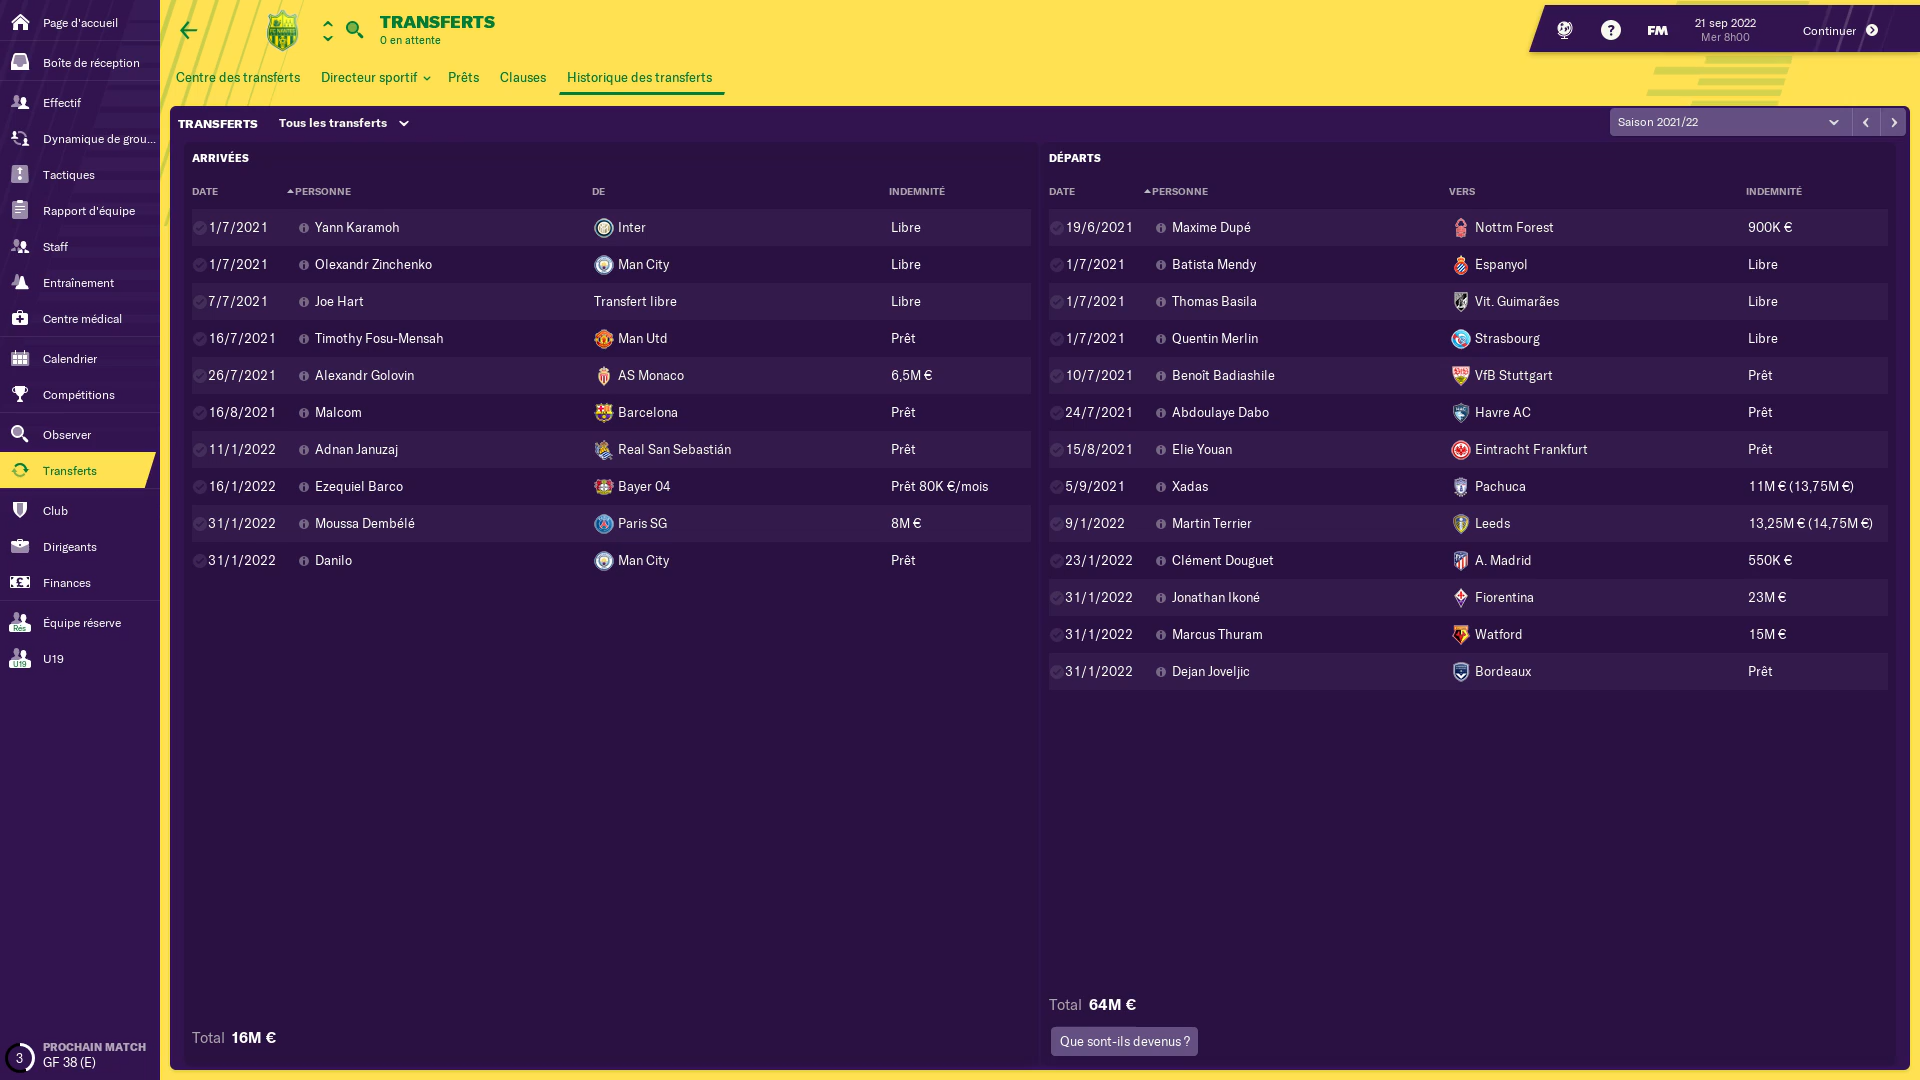 Page d'accueil
Boîte de réception
Effectif
Dynamique de grou...
Tactiques
Rapport d'équipe
Staff
Entraînement
Centre médical
Calendrier
Compétitions
Observer
Transferts
Club
Dirigeants
Finances
Rés
Équipe réserve
U19
U19
3
PROCHAIN MATCH
GF 38 (E)
TRANSFERTS
0 en attente
FM
21 sep 2022
Mer 8h00
Continuer
Centre des transferts Directeur sportif Prêts Clauses Historique des transferts
TRANSFERTS Tous les transferts Saison 2021/22
ARRIVÉES
DATE PERSONNE DE INDEMNITÉ
1/7/2021 Yann Karamoh Inter Libre
1/7/2021 Olexandr Zinchenko Man City Libre
7/7/2021 Joe Hart Transfert libre Libre
16/7/2021 Timothy Fosu-Mensah Man Utd Prêt
26/7/2021 Alexandr Golovin AS Monaco 6,5M €
16/8/2021 Malcom Barcelona Prêt
11/1/2022 Adnan Januzaj Real San Sebastián Prêt
16/1/2022 Ezequiel Barco Bayer 04 Prêt 80K €/mois
31/1/2022 Moussa Dembélé Paris SG 8M €
31/1/2022 Danilo Man City Prêt
Total 16M €
DÉPARTS
DATE PERSONNE VERS INDEMNITÉ
19/6/2021 Maxime Dupé Nottm Forest 900K €
1/7/2021 Batista Mendy Espanyol Libre
1/7/2021 Thomas Basila Vit. Guimarães Libre
1/7/2021 Quentin Merlin Strasbourg Libre
10/7/2021 Benoît Badiashile VfB Stuttgart Prêt
24/7/2021 Abdoulaye Dabo Havre AC Prêt
15/8/2021 Elie Youan Eintracht Frankfurt Prêt
5/9/2021 Xadas Pachuca 11M € (13,75M €)
9/1/2022 Martin Terrier Leeds 13,25M € (14,75M €)
23/1/2022 Clément Douguet A. Madrid 550K €
31/1/2022 Jonathan Ikoné Fiorentina 23M €
31/1/2022 Marcus Thuram Watford 15M €
31/1/2022 Dejan Joveljic Bordeaux Prêt
Total 64M €
Que sont-ils devenus ?